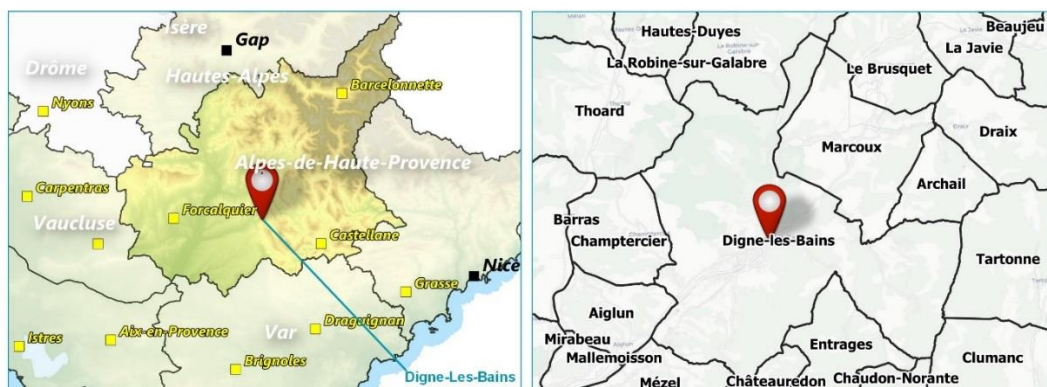 Isère
Gap
Drôme
Hautes-Alpes
Barcelonnette
Nyons
Alpes-de-Haute-Provence
Carpentras
Forcalquier
Vaucluse
Castellane
Nice
Grasse
Istres
Aix-en-Provence
Var
Draguignan
Brignoles
Digne-Les-Bains
Hautes-Duyes
Beaujeu
La Javie
La Robine-sur-Galabre
Le Brusquet
Thoard
Draix
Marcoux
Archail
Barras
Champtercier
Digne-les-Bains
Tartonne
Aiglun
Mirabeau
Mallemoisson
Entrages
Clumanc
Mézel
Châteauredon
Chaudon-Norante